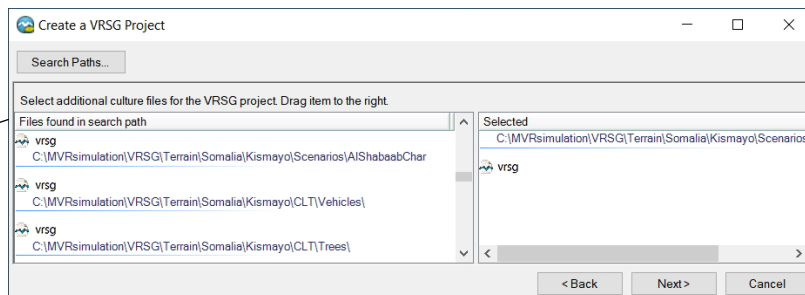 Create a VRSG Project
Search Paths...
Select additional culture files for the VRSG project. Drag item to the right.
Files found in search path
vrsg
C:\MVRsimulation\VRSG\Terrain\Somalia\Kismayo\Scenarios\AlShabaabChar
vrsg
C:\MVRsimulation\VRSG\Terrain\Somalia\Kismayo\CLT\Vehicles\
vrsg
C:\MVRsimulation\VRSG\Terrain\Somalia\Kismayo\CLT\Trees\
Selected
C:\MVRsimulation\VRSG\Terrain\Somalia\Kismayo\Scenarios
vrsg
< Back
Next >
Cancel